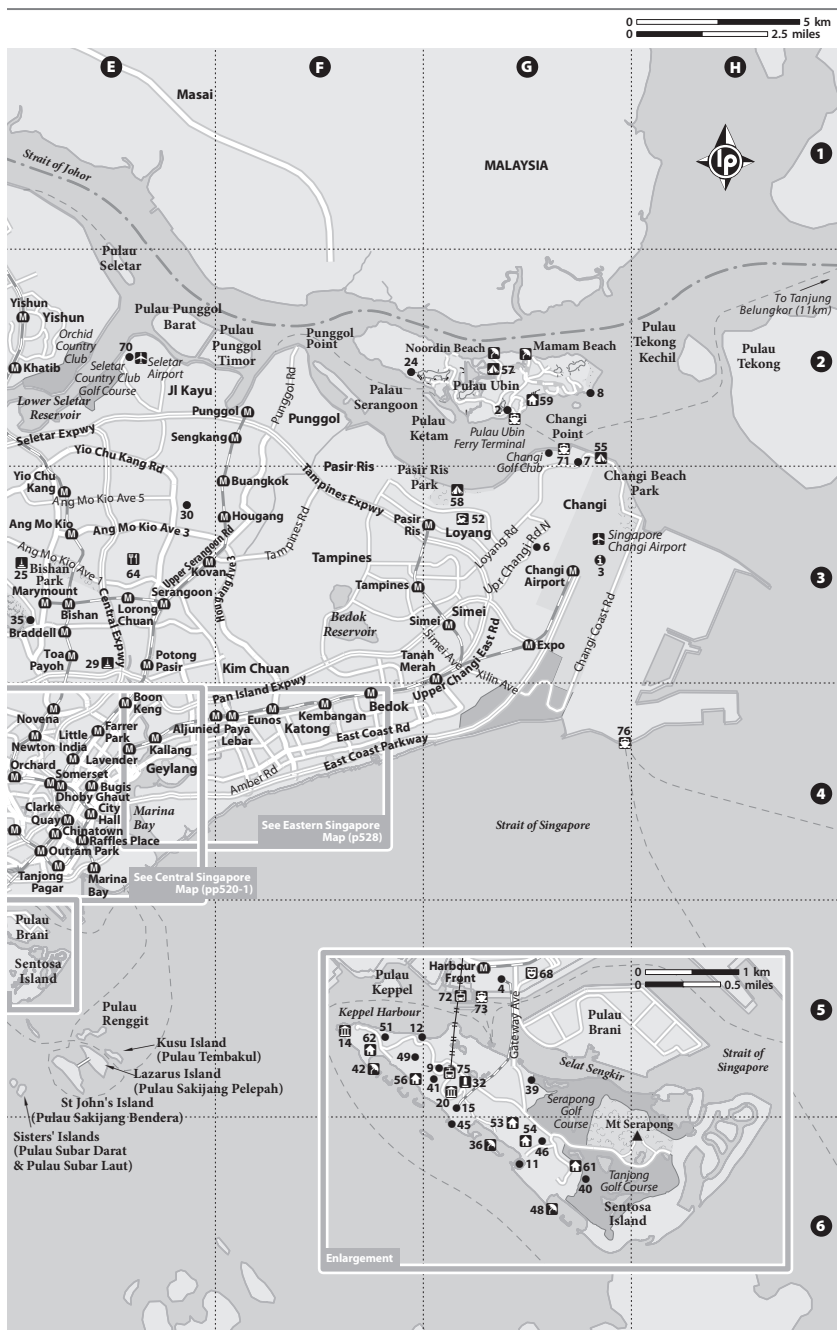 0 5 km
0 2.5 miles
E
F
G
H
Masai
1
Strait of Johor
MALAYSIA
lp
Pulau
Seletar
Yishun
Yishun
Pulau Punggol
Barat
Orchid
Country
Club
70
Seletar
Airport
Khatib
Seletar
Country Club
Golf Course
Jl Kayu
Lower Seletar
Reservoir
Pulau
Punggol
Timor
Punggol
Point
Punggol Rd
Noordin Beach
Mamam Beach
24
57
Pulau Ubin
59
8
Palau
Serangoon
2
Pulau
Ketam
Pulau Ubin
Ferry Terminal
Changi
Point
Pulau
Tekong
Kechil
Pulau
Tekong
To Tanjung
Belungkor (11km)
2
Punggol
Punggol
Sengkang
Seletar Expwy
Changi
Golf Club
71
7
55
Changi Beach
Park
Yio Chu Kang Rd
Pasir Ris
Pasir Ris
Park
58
Yio Chu
Kang
Ang Mo Kio Ave 5
Buangkok
Tampines Expwy
Changi
30
Hougang
Ang Mo Kio
Ang Mo Kio Ave 3
Tampines Rd
Pasir
Ris
52
Loyang
Loyang Rd
Upr Changi Rd N
6
Singapore
Changi Airport
3
Ang Mo Kio Ave 1
25
Bishan
Park
64
Upper Serangoon Rd
Kovan
Tampines
Changi
Airport
3
Marymount
Serangoon
Hougang Ave 3
Tampines
35
Bishan
Lorong
Chuan
Central Expwy
Bedok
Reservoir
Simei
Simei
Braddell
Simei Ave
Expo
Changi Coast Rd
Toa
Payoh
29
Potong
Pasir
Kim Chuan
Tanah
Merah
Upper Changi East Rd
Xilin Ave
Pan Island Expwy
Boon
Keng
Bedok
Novena
Farrer
Park
Aljunied
Paya
Lebar
Eunos
Kembangan
Katong
East Coast Rd
76
Newton
Little
India
Kallang
Lavender
East Coast Parkway
Orchard
Geylang
Amber Rd
Somerset
Dhoby Ghaut
Bugis
4
Clarke
Quay
City
Hall
Marina
Bay
Strait of Singapore
Chinatown
Raffles Place
See Eastern Singapore
Map (p528)
Outram Park
Tanjong
Pagar
Marina
Bay
See Central Singapore
Map (pp520-1)
Pulau
Brani
Sentosa
Island
Pulau
Renggit
Kusu Island
(Pulau Tembakul)
Lazarus Island
(Pulau Sakijang Pelepah)
St John's Island
(Pulau Sakijang Bendera)
Sisters' Islands
(Pulau Subar Darat
& Pulau Subar Laut)
Pulau
Keppel
Harbour
Front
4
68
0 1 km
0 0.5 miles
72
73
Gateway Ave
5
Keppel Harbour
Pulau
Brani
14
62
51
12
49
Strait of
Singapore
Selat Sengkir
42
9
75
56
41
32
39
20
15
Serapong
Golf
Course
45
53
Mt Serapong
54
36
46
11
61
Tanjong
Golf Course
40
48
Sentosa
Island
6
Enlargement